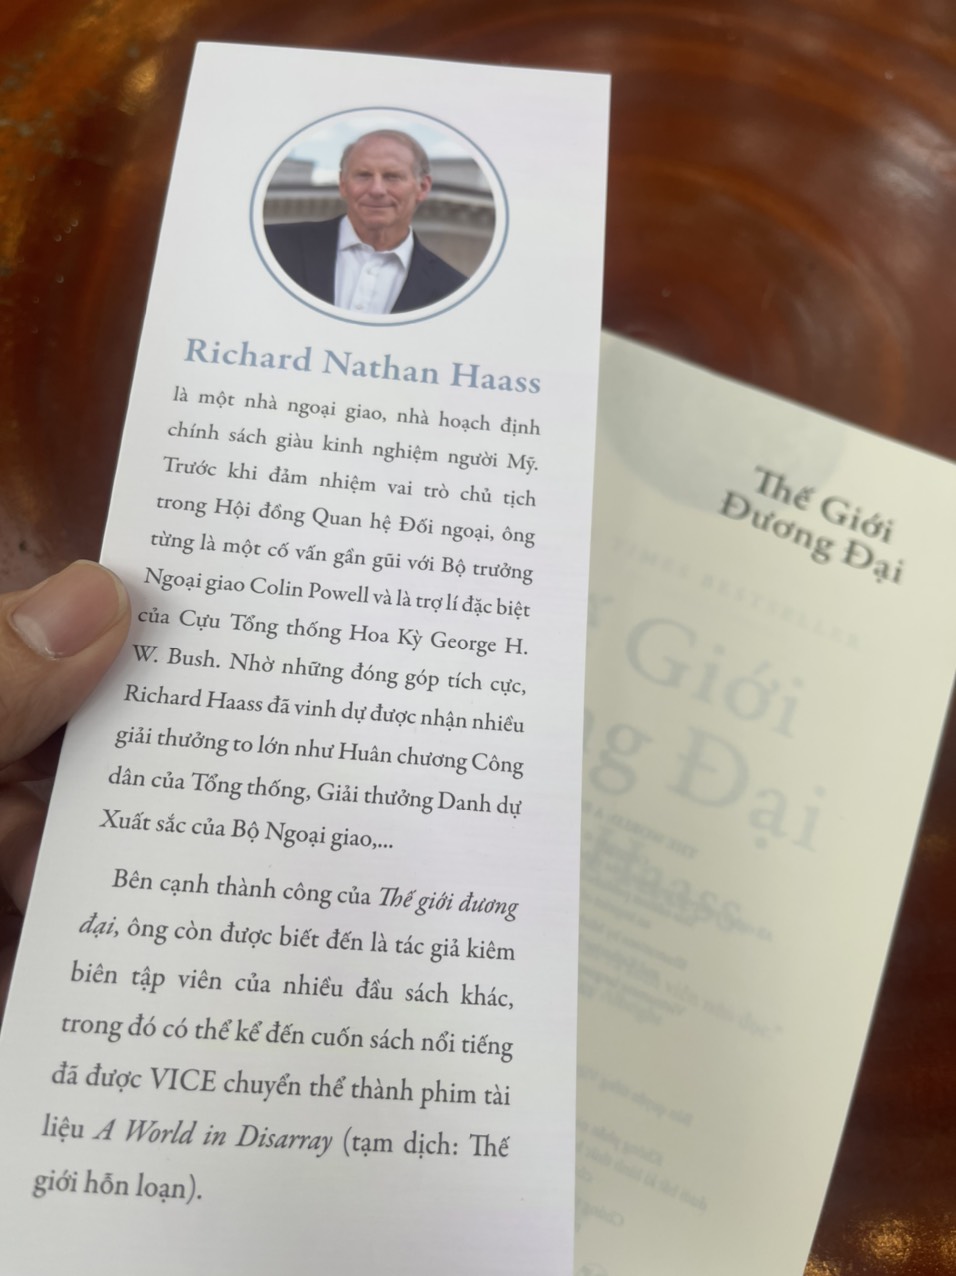 Richard Nathan Haass
là một nhà ngoại giao, nhà hoạch định
chính sách giàu kinh nghiệm người Mỹ.
Trước khi đảm nhiệm vai trò chủ tịch
trong Hội đồng Quan hệ Đối ngoại, ông
từng là một cố vấn gần gũi với Bộ trưởng
Ngoại giao Colin Powell và là trợ lí đặc biệt
của Cựu Tổng thống Hoa Kỳ George H.
W. Bush. Nhờ những đóng góp tích cực,
Richard Haass đã vinh dự được nhận nhiều
giải thưởng to lớn như Huân chương Công
dân của Tổng thống, Giải thưởng Danh dự
Xuất sắc của Bộ Ngoại giao,...
Bên cạnh thành công của Thế giới đương
đại, ông còn được biết đến là tác giả kiêm
biên tập viên của nhiều đầu sách khác,
trong đó có thể kể đến cuốn sách nổi tiếng
đã được VICE chuyển thể thành phim tài
liệu A World in Disarray (tạm dịch: Thế
giới hỗn loạn).
Thế Giới
Đương Đại
BESTSELLER
Giới
Đại
Haass